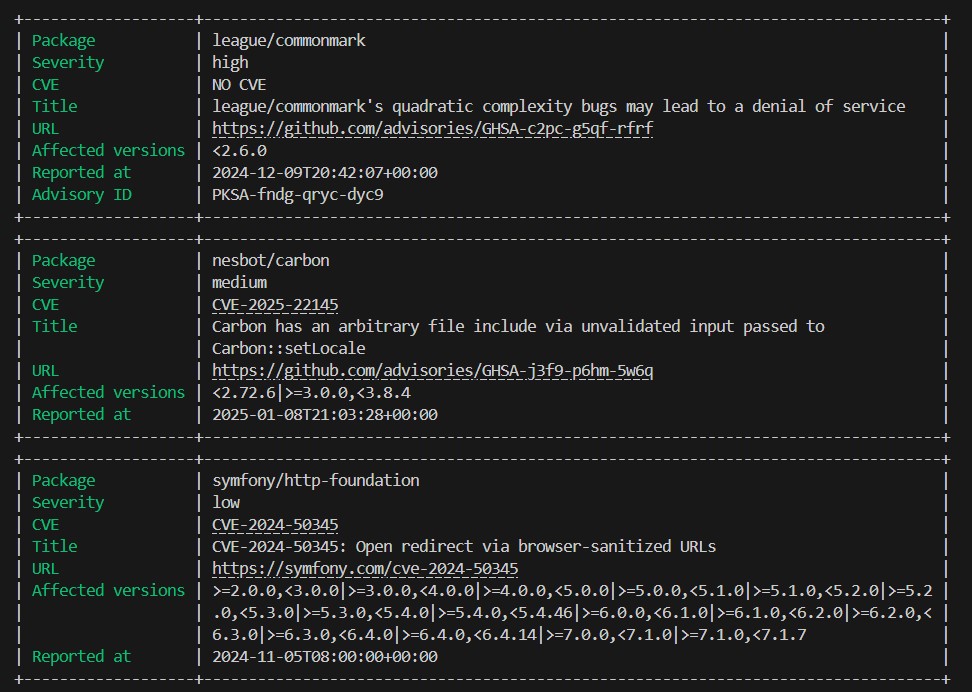 Package | league/commonmark
Severity | high
CVE | NO CVE
Title | league/commonmark's quadratic complexity bugs may lead to a denial of service
URL | https://github.com/advisories/GHSA-c2pc-g5qf-rfrf
Affected versions | <2.6.0
Reported at | 2024-12-09T20:42:07+00:00
Advisory ID | PKSA-fndg-qryc-dyc9
Package | nesbot/carbon
Severity | medium
CVE | CVE-2025-22145
Title | Carbon has an arbitrary file include via unvalidated input passed to
| Carbon::setLocale
URL | https://github.com/advisories/GHSA-j3f9-p6hm-5w6q
Affected versions | <2.72.6|>=3.0.0,<3.8.4
Reported at | 2025-01-08T21:03:28+00:00
Package | symfony/http-foundation
Severity | low
CVE | CVE-2024-50345
Title | CVE-2024-50345: Open redirect via browser-sanitized URLs
URL | https://symfony.com/cve-2024-50345
Affected versions | >=2.0.0,<3.0.0|>=3.0.0,<4.0.0|>=4.0.0,<5.0.0|>=5.0.0,<5.1.0|>=5.1.0,<5.2.0|>=5.2
| .0,<5.3.0|>=5.3.0,<5.4.0|>=5.4.0,<5.4.46|>=6.0.0,<6.1.0|>=6.1.0,<6.2.0|>=6.2.0,<
| 6.3.0|>=6.3.0,<6.4.0|>=6.4.0,<6.4.14|>=7.0.0,<7.1.0|>=7.1.0,<7.1.7
Reported at | 2024-11-05T08:00:00+00:00